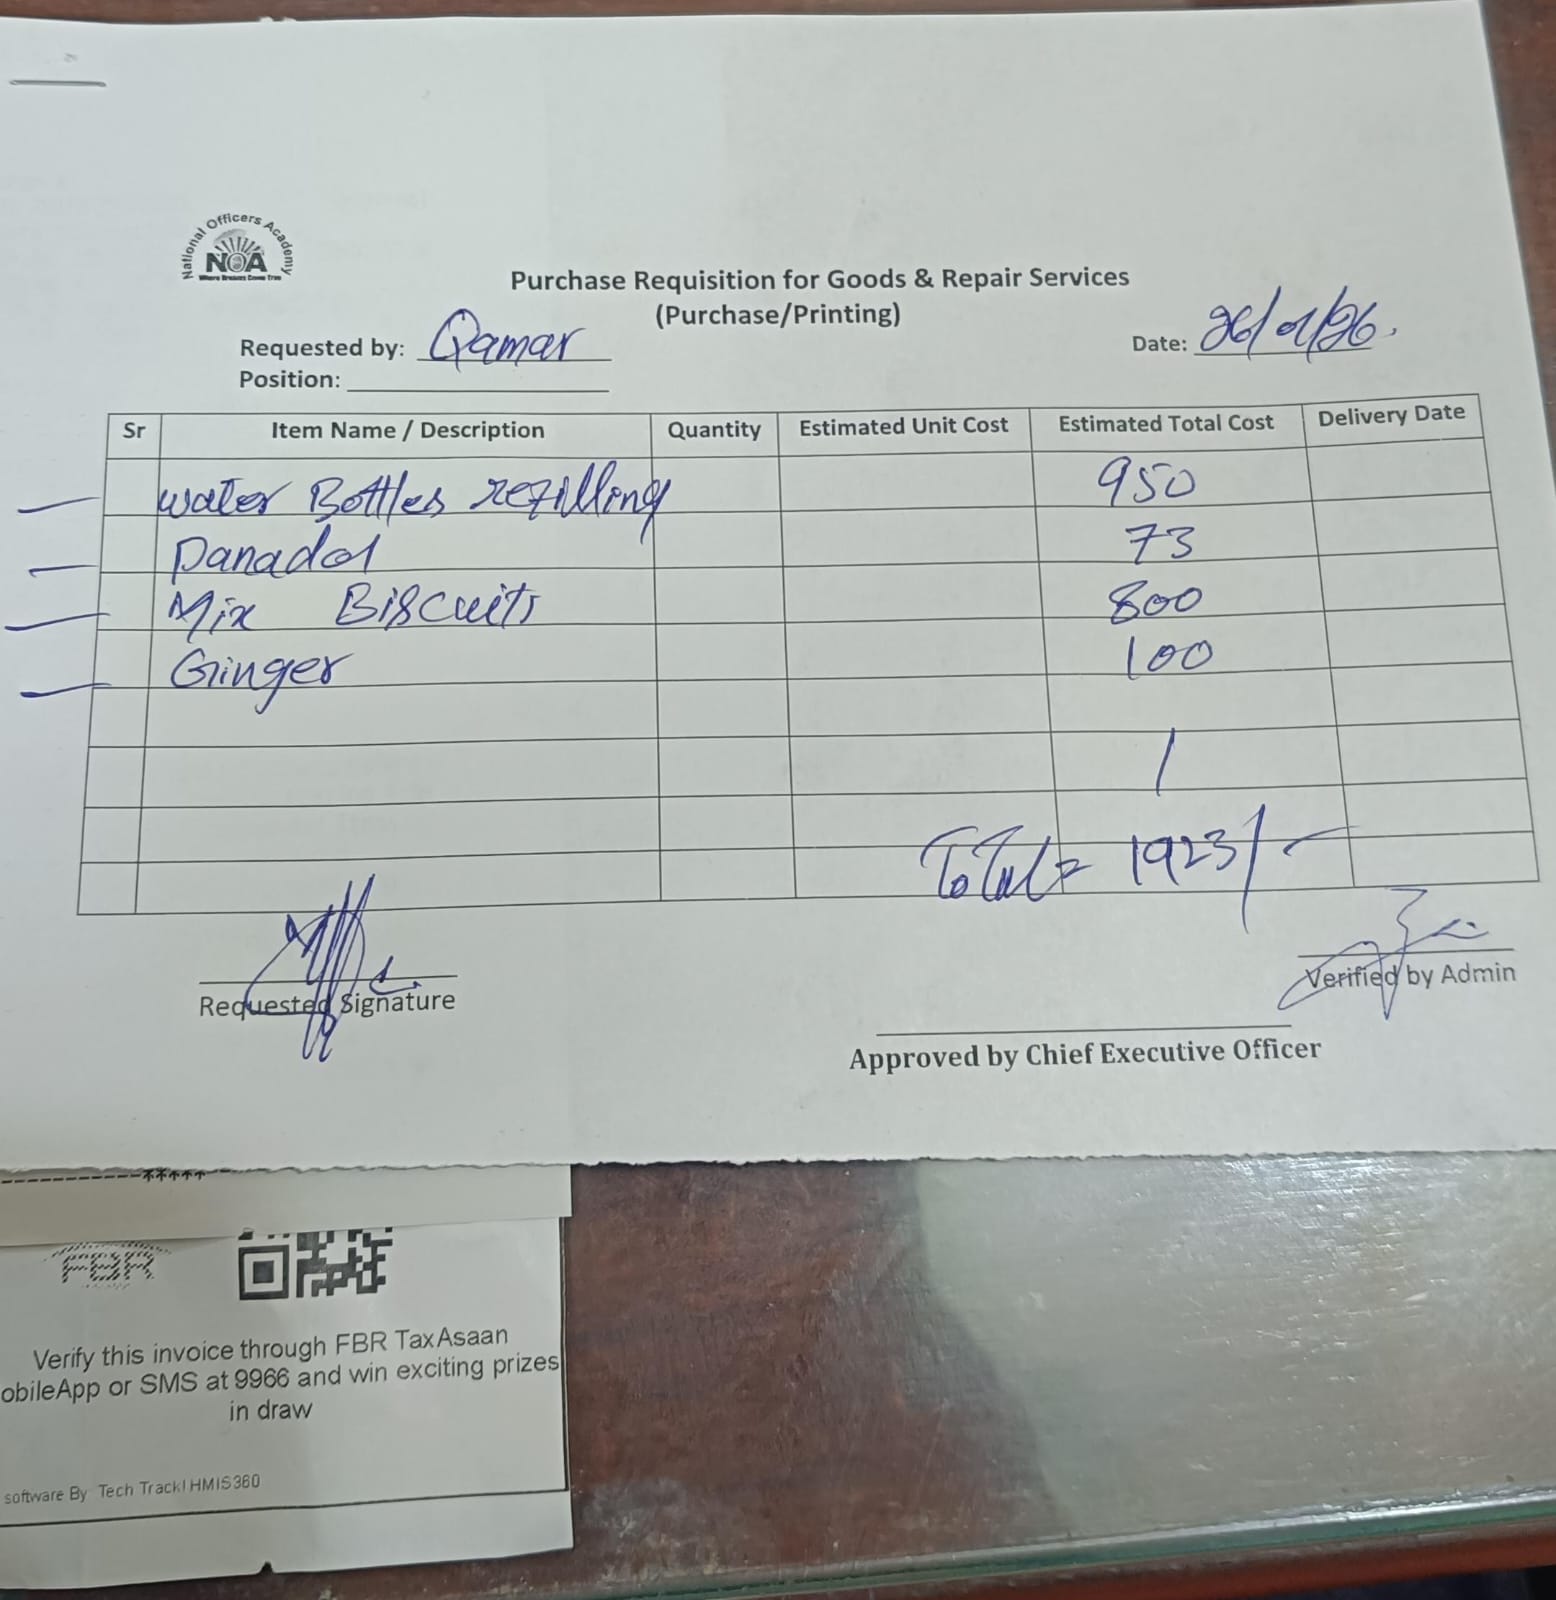 National Officers Academy
NOA
Where Dreams Come True
Purchase Requisition for Goods & Repair Services
(Purchase/Printing)
Requested by: Qamar
Date: 26/01/26.
Position:
Sr Item Name / Description Quantity Estimated Unit Cost Estimated Total Cost Delivery Date
Water Bottles refilling 950
Panadol 73
Mix Biscuits 800
Ginger 100
Total = 1923/-
Requested Signature
Verified by Admin
Approved by Chief Executive Officer
FBR
Verify this invoice through FBR TaxAsaan
obileApp or SMS at 9966 and win exciting prizes
in draw
software By Tech Track| HMIS360